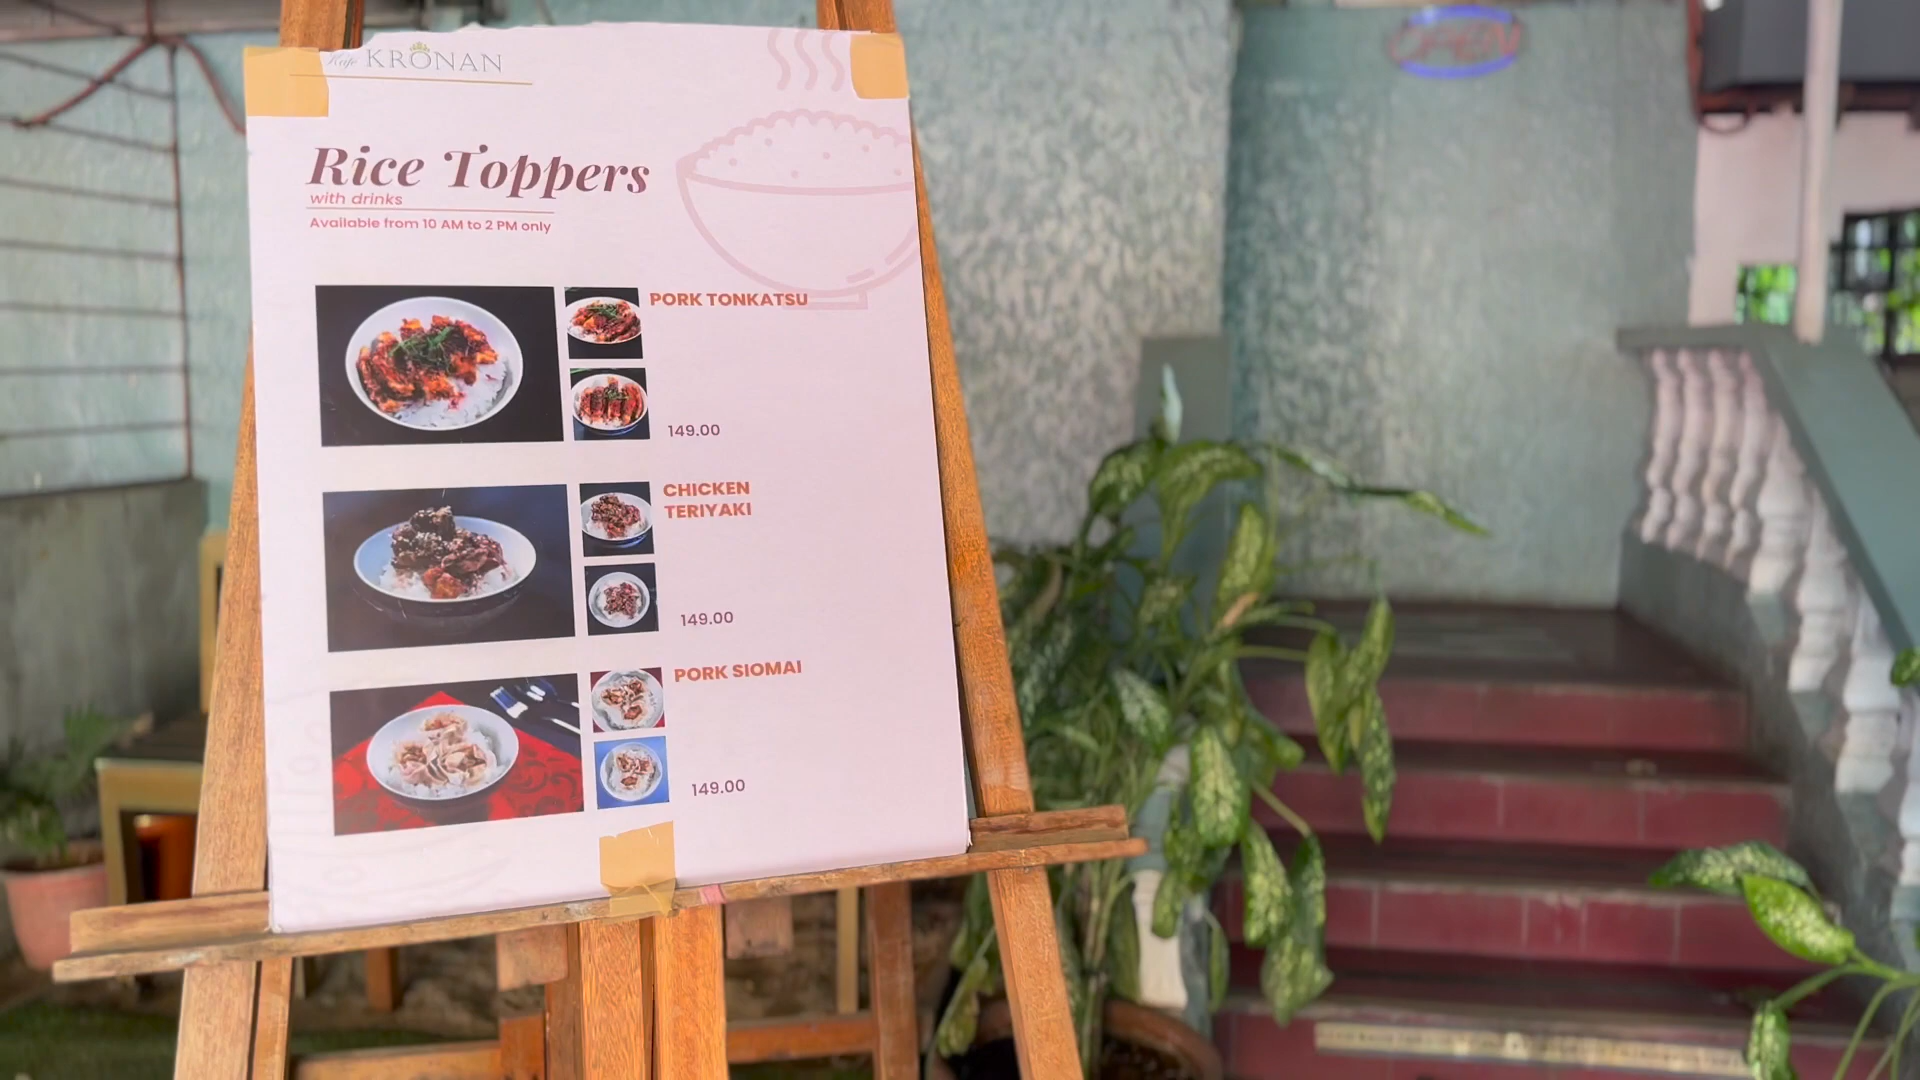 Kafe KRONAN
OPEN
Rice Toppers
with drinks
Available from 10 AM to 2 PM only
PORK TONKATSU
149.00
CHICKEN
TERIYAKI
149.00
PORK SIOMAI
149.00